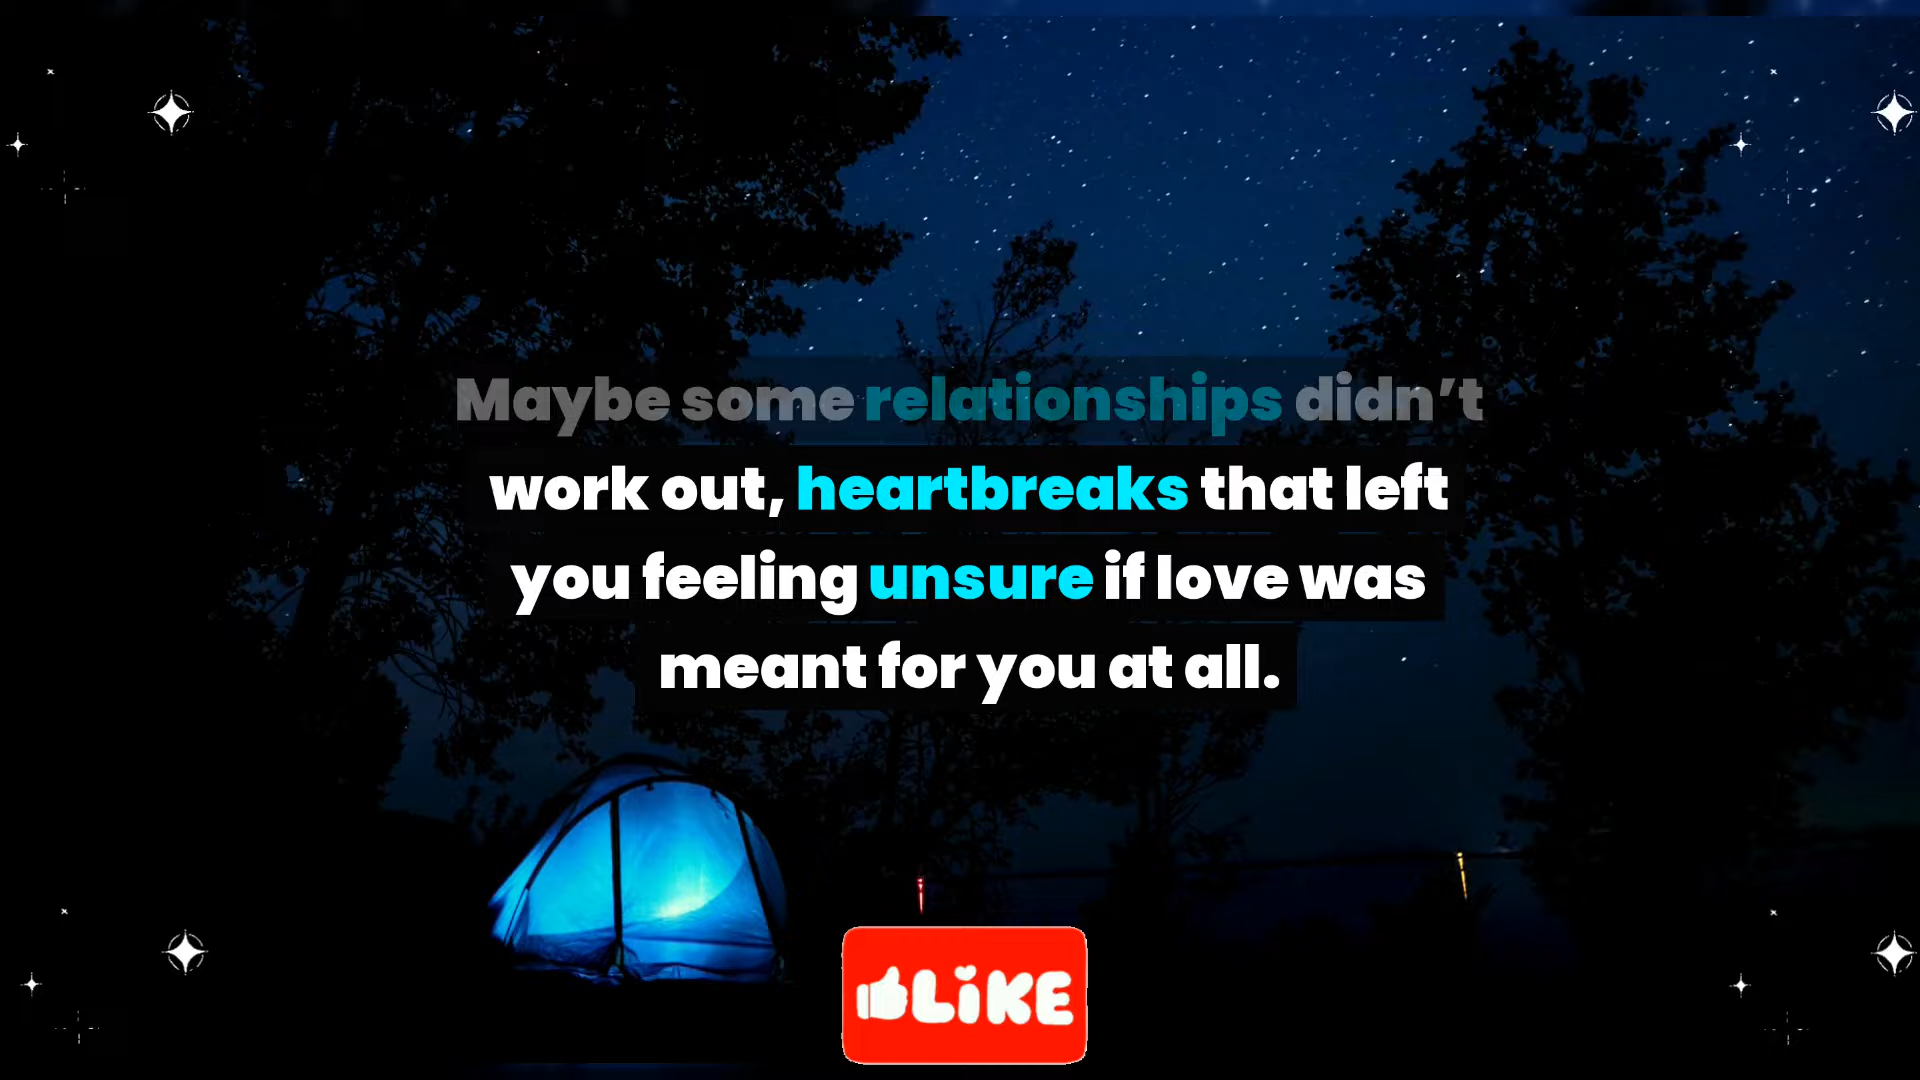 Maybe some relationships didn’t
work out, heartbreaks that left
you feeling unsure if love was
meant for you at all.
LiKE